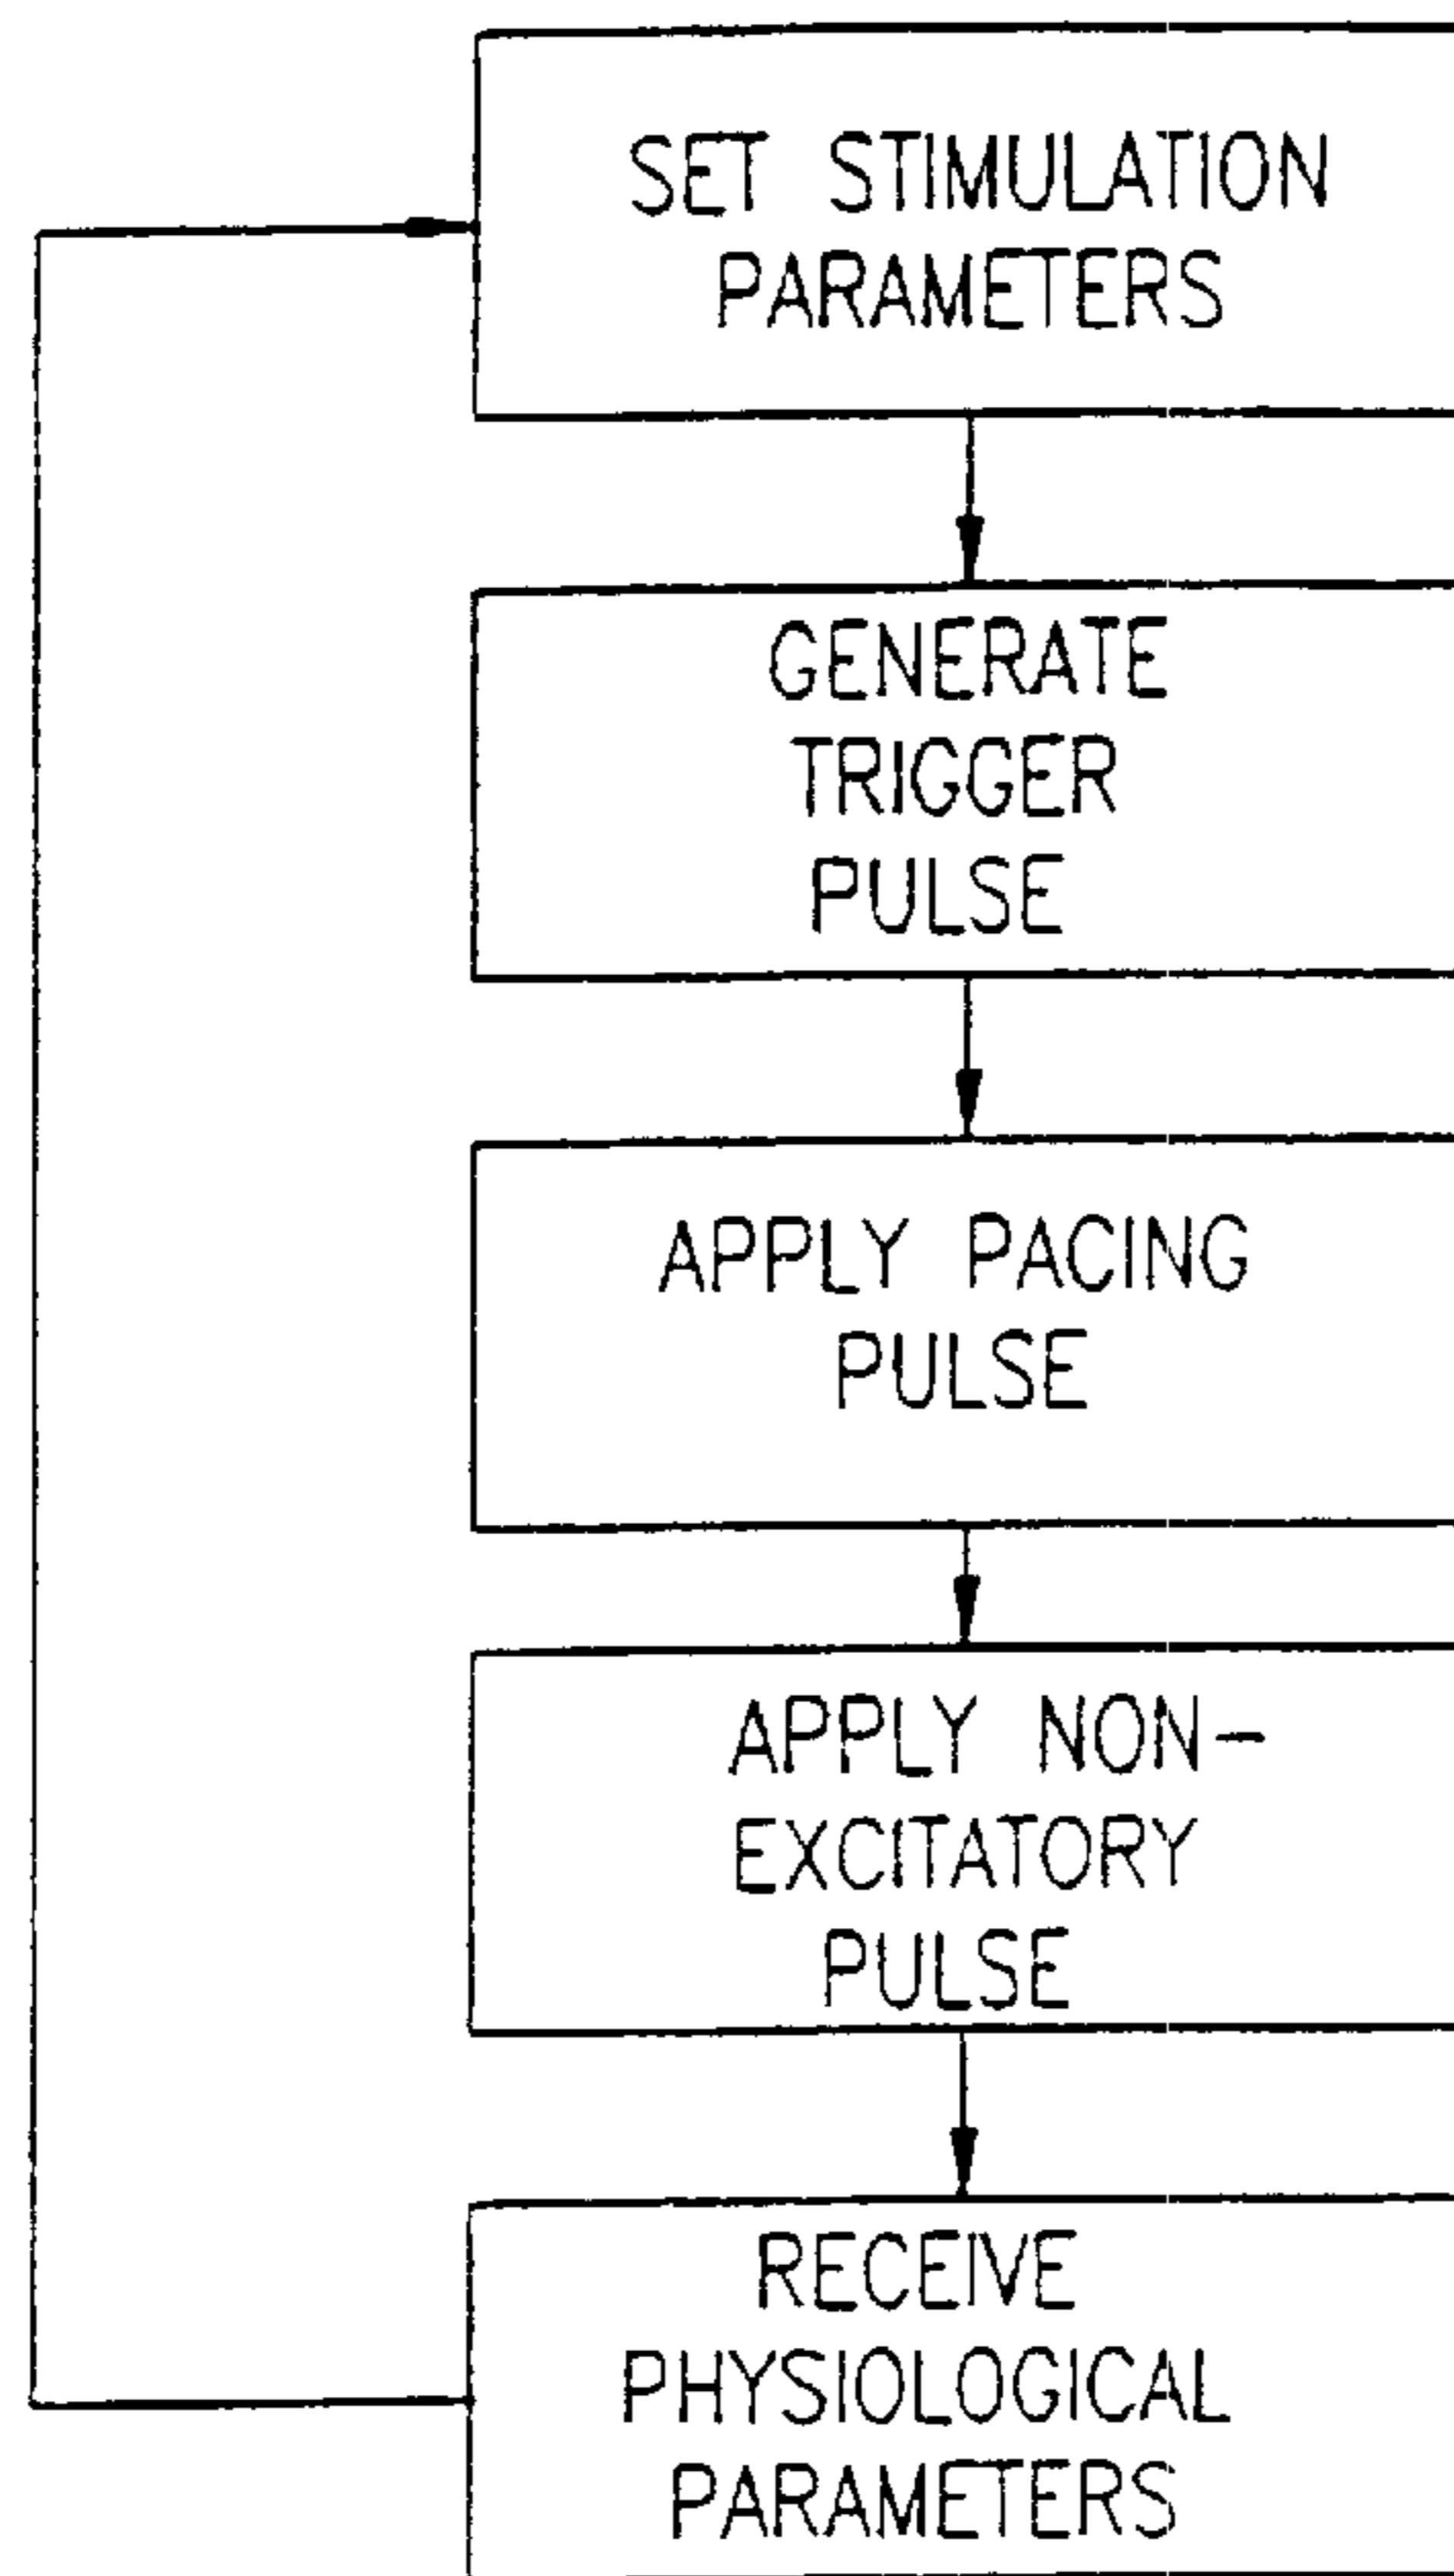 SET STIMULATION
PARAMETERS
GENERATE
TRIGGER
PULSE
APPLY PACING
PULSE
APPLY NON-
EXCITATORY
PULSE
RECEIVE
PHYSIOLOGICAL
PARAMETERS